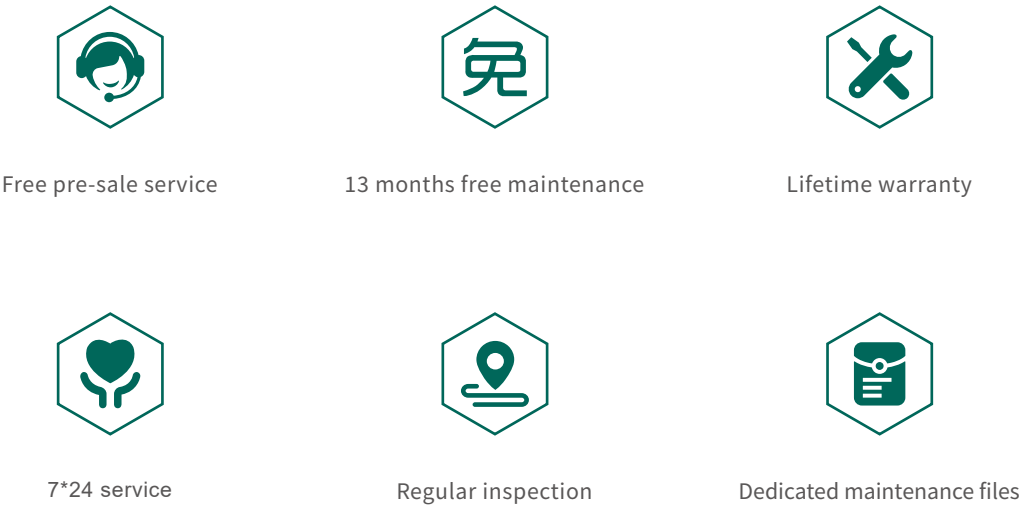 免
Free pre-sale service
13 months free maintenance
Lifetime warranty
7*24 service
Regular inspection
Dedicated maintenance files